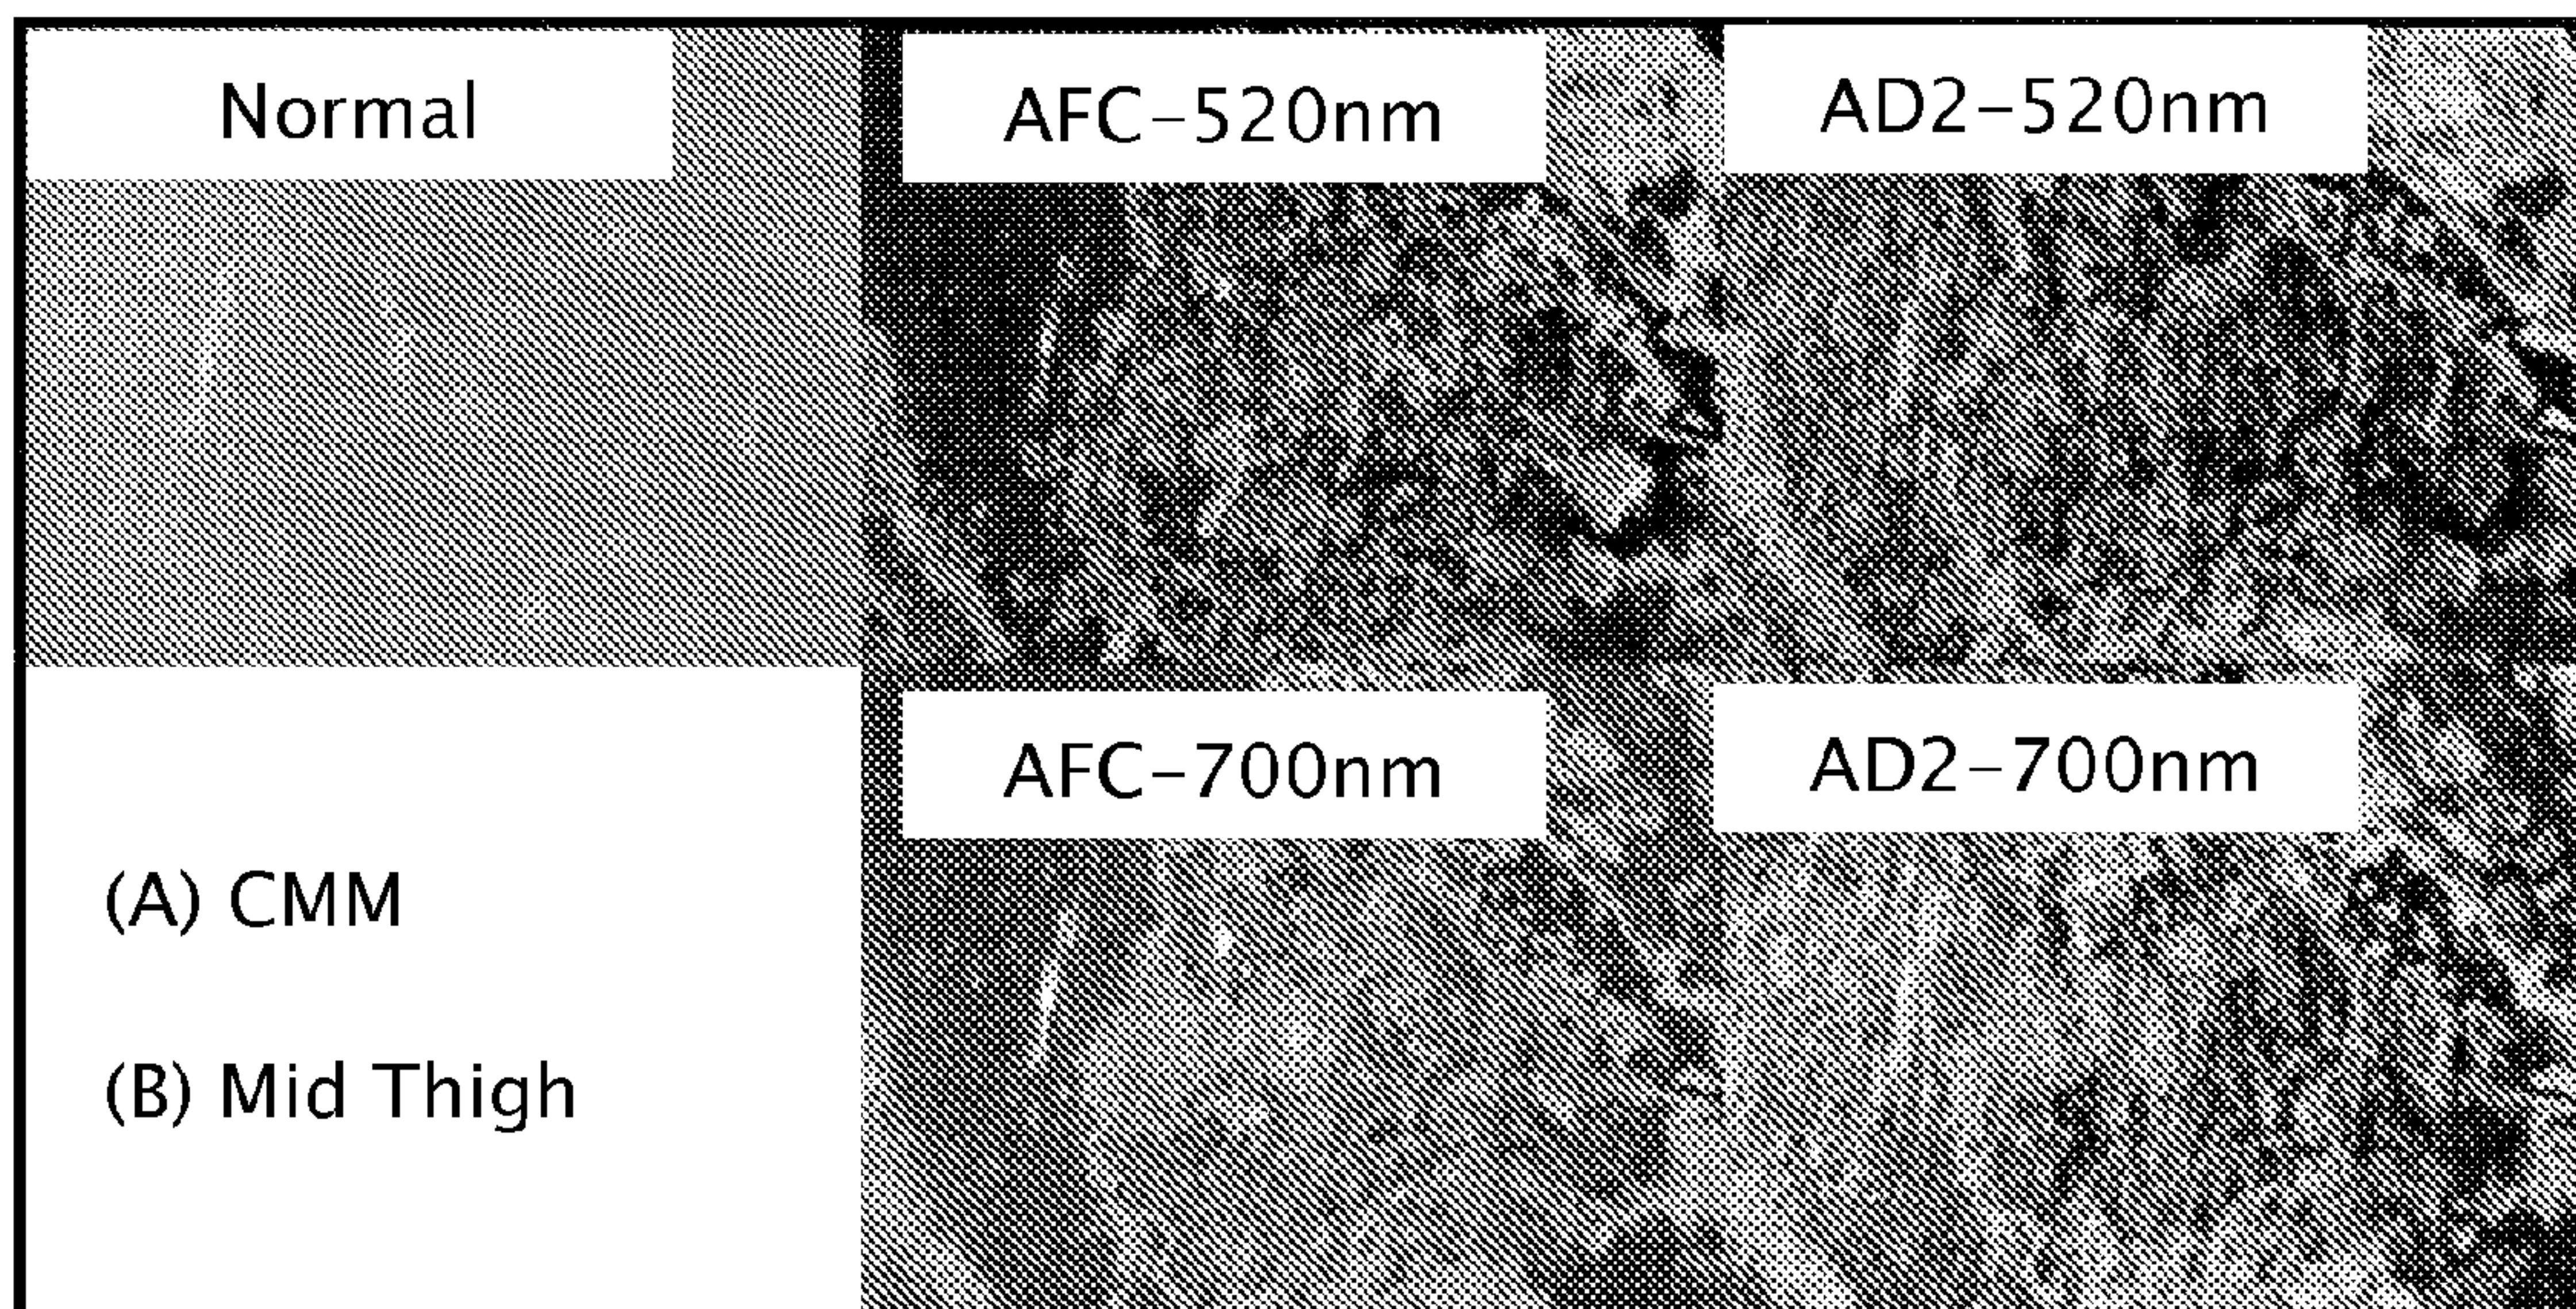 Normal
AFC-520nm
AD2-520nm
AFC-700nm
AD2-700nm
(A) CMM
(B) Mid Thigh